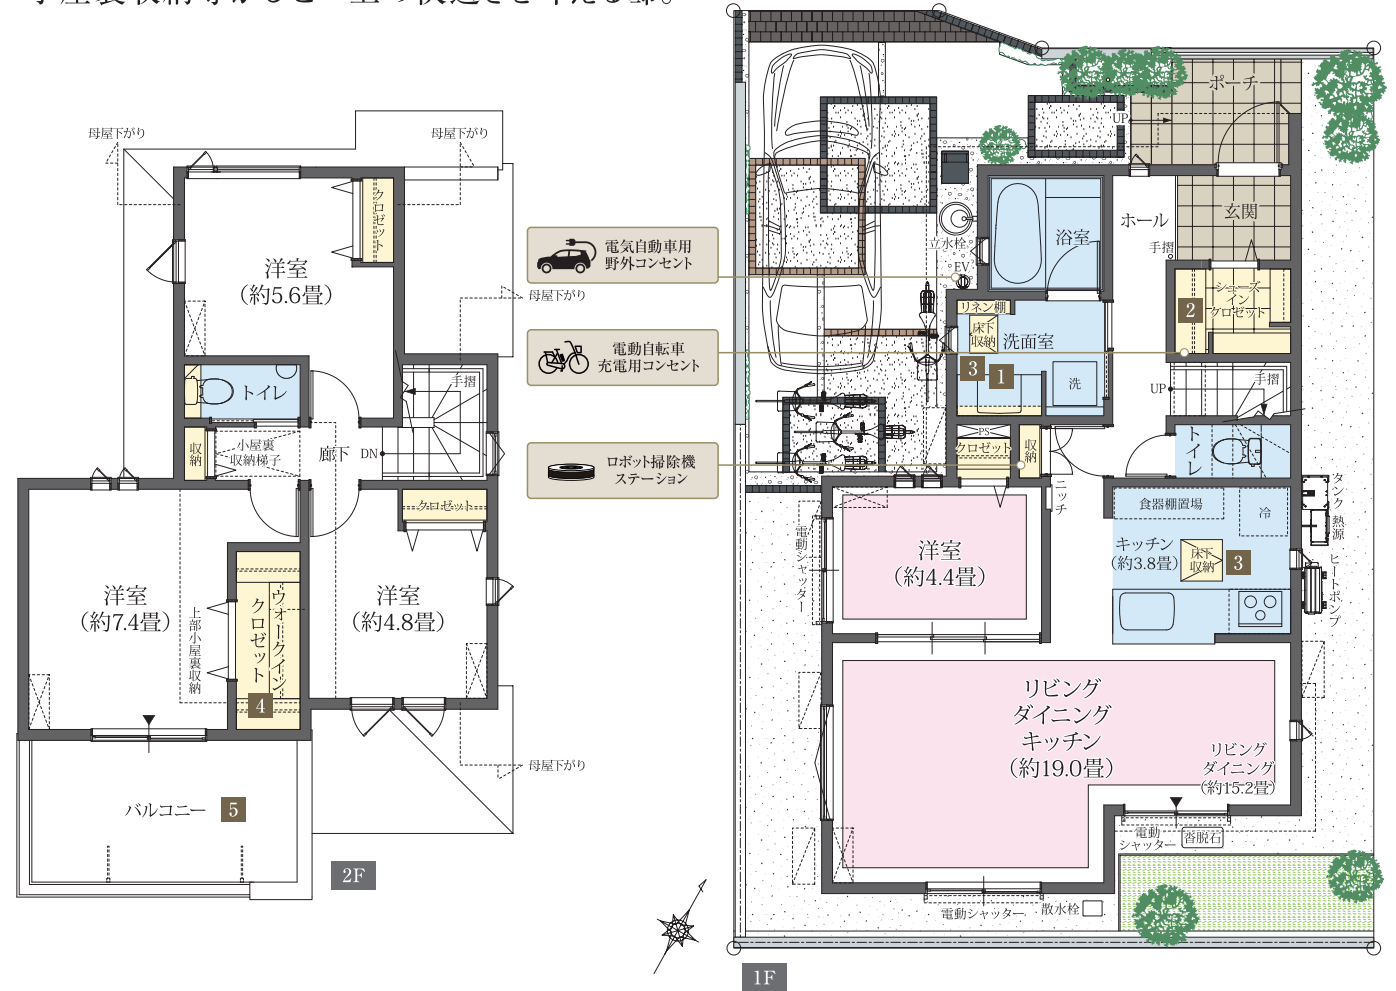 母屋下がり
母屋下がり
クロゼット
洋室
(約5.6畳)
母屋下がり
トイレ
手摺
収納
小屋裏
収納梯子
廊下
DN
クロゼット
洋室
(約7.4畳)
上部小屋裏収納
ウォークイン
クロゼット
4
洋室
(約4.8畳)
母屋下がり
バルコニー
5
2F
電気自動車用
野外コンセント
電動自転車
充電用コンセント
ロボット掃除機
ステーション
ポーチ
UP
玄関
ホール
手摺
浴室
立水栓
EV
リネン棚
床下
収納
洗面室
3
1
洗
2
シューズ
イン
クロゼット
UP
手摺
トイレ
PS
クロゼット
収納
ニッチ
食器棚置場
冷
タンク
熱源
ヒートポンプ
キッチン
(約3.8畳)
床下
収納
3
電動シャッター
洋室
(約4.4畳)
リビング
ダイニング
キッチン
(約19.0畳)
リビング
ダイニング
(約15.2畳)
電動
シャッター
沓脱石
電動シャッター
散水栓
1F